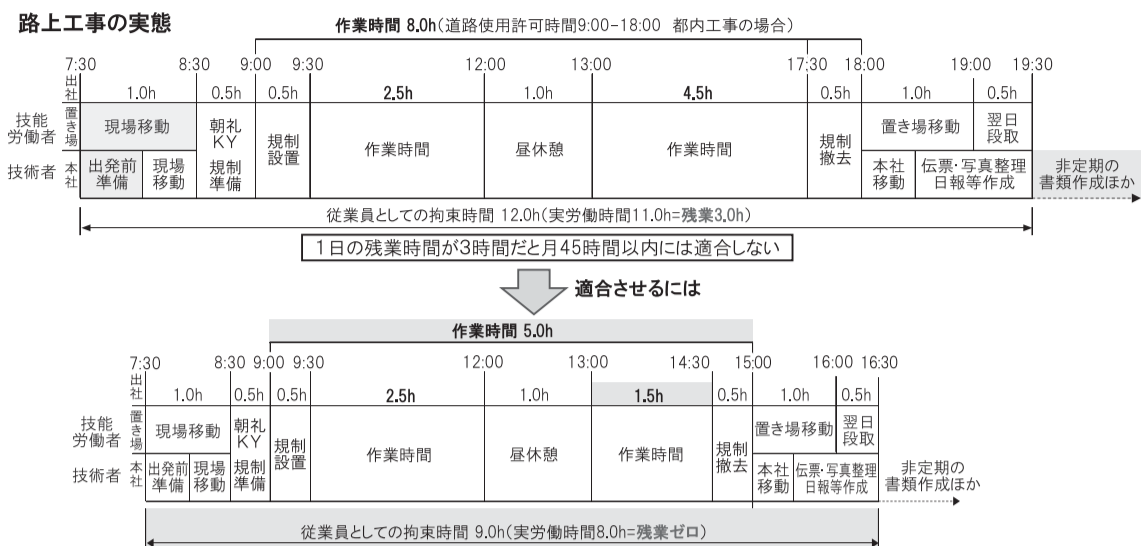 路上工事の実態
作業時間 8.0h(道路使用許可時間9:00-18:00 都内工事の場合)
7:30 8:30 9:00 9:30 12:00 13:00 17:30 18:00 19:00 19:30
出社 1.0h 0.5h 0.5h 2.5h 1.0h 4.5h 0.5h 1.0h 0.5h
技能労働者 置き場 現場移動 朝礼KY 規制設置 作業時間 昼休憩 作業時間 規制撤去 置き場移動 翌日段取
技術者 本社 出発前準備 現場移動 規制準備 本社移動 伝票・写真整理日報等作成 非定期の書類作成ほか
従業員としての拘束時間 12.0h(実労働時間11.0h=残業3.0h)
1日の残業時間が3時間だと月45時間以内には適合しない
適合させるには
作業時間 5.0h
7:30 8:30 9:00 9:30 12:00 13:00 14:30 15:00 16:00 16:30
出社 1.0h 0.5h 0.5h 2.5h 1.0h 1.5h 0.5h 1.0h 0.5h
技能労働者 置き場 現場移動 朝礼KY 規制設置 作業時間 昼休憩 作業時間 規制撤去 置き場移動 翌日段取
技術者 本社 出発前準備 現場移動 規制準備 本社移動 伝票・写真整理日報等作成 非定期の書類作成ほか
従業員としての拘束時間 9.0h(実労働時間8.0h=残業ゼロ)